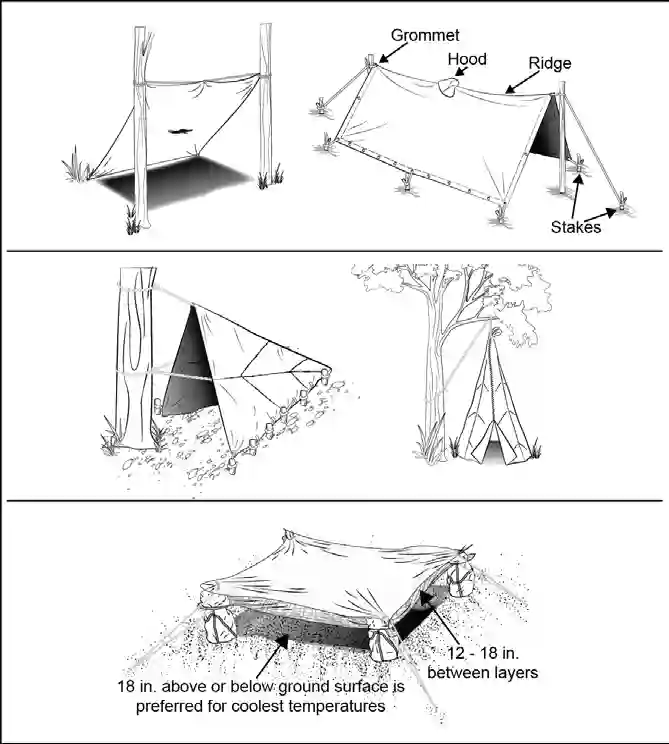 Grommet
Hood
Ridge
Stakes
12 - 18 in.
between layers
18 in. above or below ground surface is
preferred for coolest temperatures